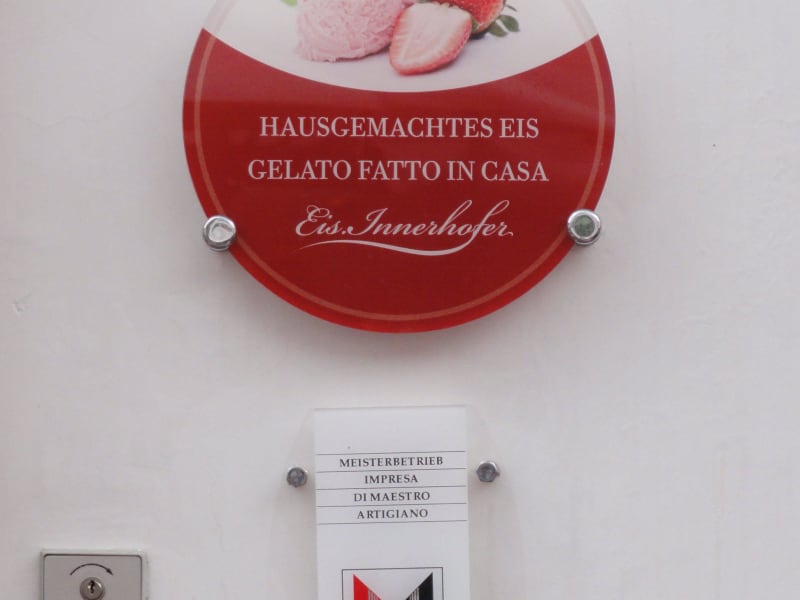 HAUSGEMACHTES EIS
GELATO FATTO IN CASA
Eis.Innerhofer
MEISTERBETRIEB
IMPRESA
DI MAESTRO
ARTIGIANO